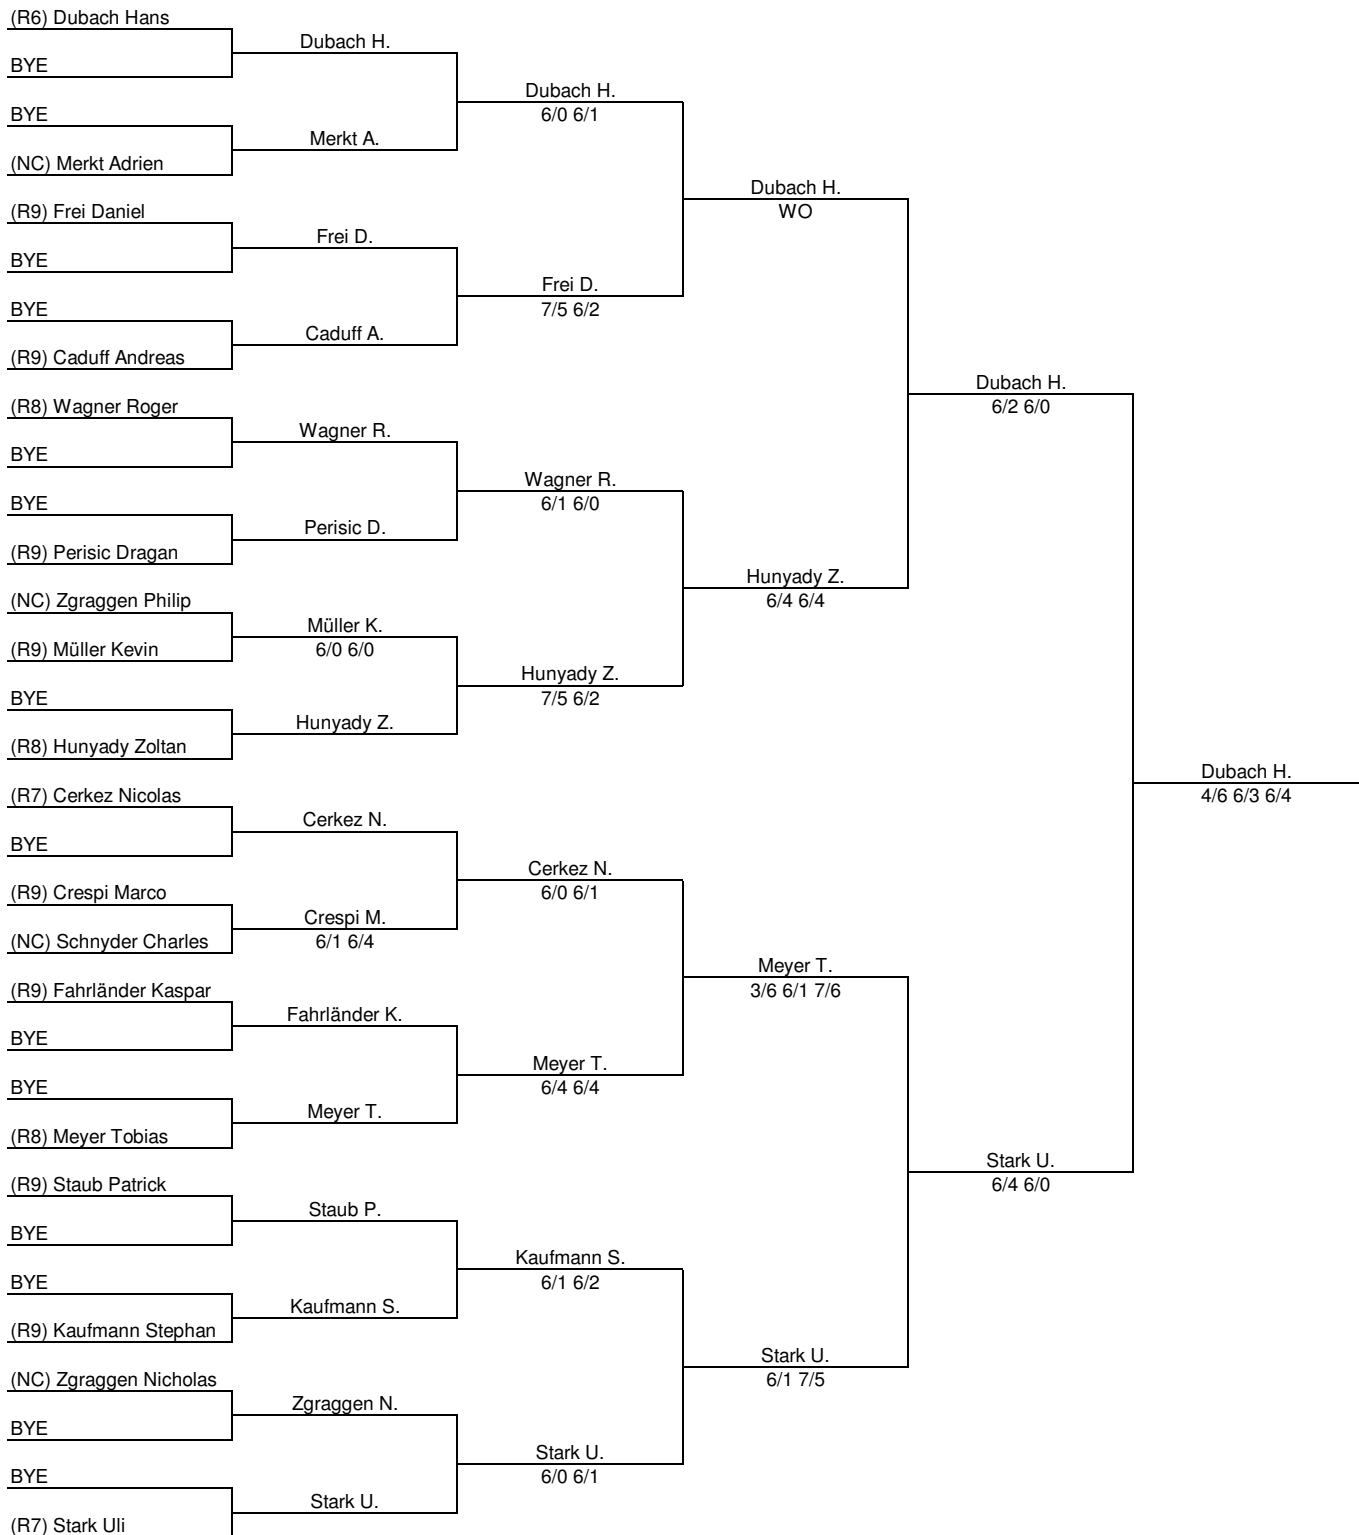 (R6) Dubach Hans
BYE
BYE
(NC) Merkt Adrien
(R9) Frei Daniel
BYE
BYE
(R9) Caduff Andreas
(R8) Wagner Roger
BYE
BYE
(R9) Perisic Dragan
(NC) Zgraggen Philip
(R9) Müller Kevin
BYE
(R8) Hunyady Zoltan
(R7) Cerkez Nicolas
BYE
(R9) Crespi Marco
(NC) Schnyder Charles
(R9) Fahrländer Kaspar
BYE
BYE
(R8) Meyer Tobias
(R9) Staub Patrick
BYE
BYE
(R9) Kaufmann Stephan
(NC) Zgraggen Nicholas
BYE
BYE
(R7) Stark Uli
Dubach H.
Merkt A.
Frei D.
Caduff A.
Wagner R.
Perisic D.
Müller K.
6/0 6/0
Hunyady Z.
Cerkez N.
Crespi M.
6/1 6/4
Fahrländer K.
Meyer T.
Staub P.
Kaufmann S.
Zgraggen N.
Stark U.
Dubach H.
6/0 6/1
Frei D.
7/5 6/2
Wagner R.
6/1 6/0
Hunyady Z.
7/5 6/2
Cerkez N.
6/0 6/1
Meyer T.
6/4 6/4
Kaufmann S.
6/1 6/2
Stark U.
6/0 6/1
Dubach H.
WO
Hunyady Z.
6/4 6/4
Meyer T.
3/6 6/1 7/6
Stark U.
6/1 7/5
Dubach H.
6/2 6/0
Stark U.
6/4 6/0
Dubach H.
4/6 6/3 6/4